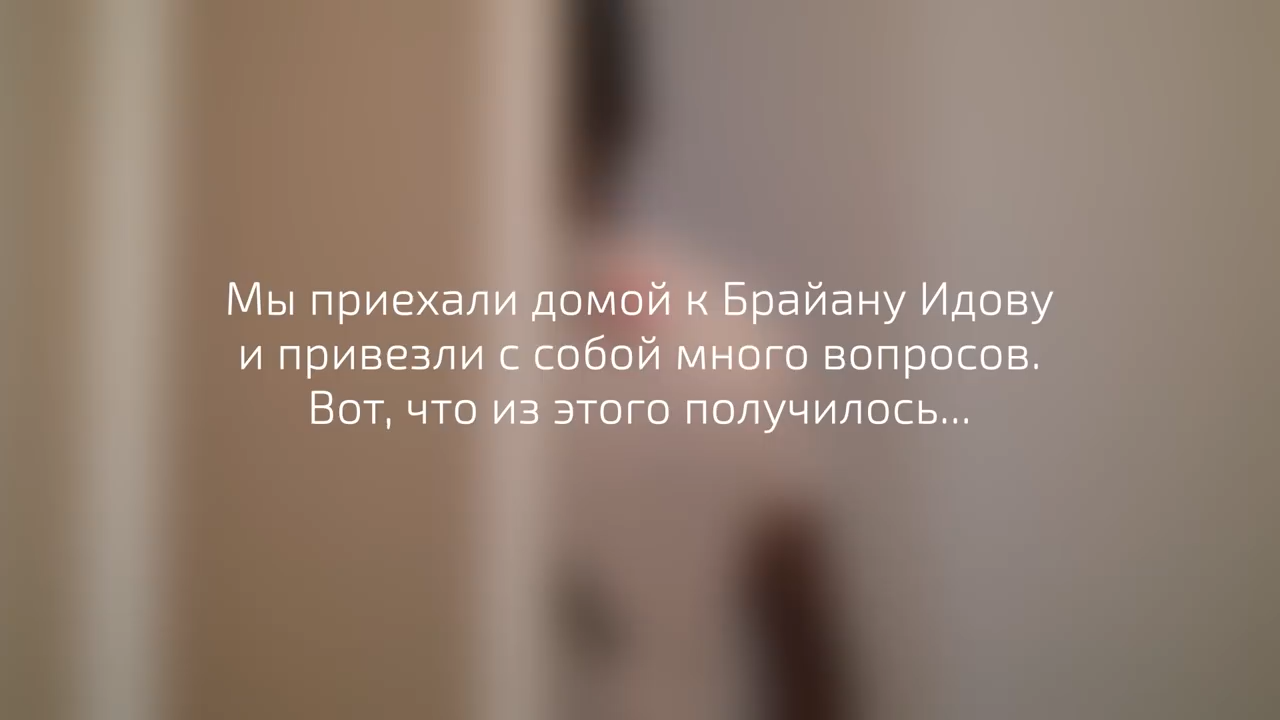 Мы приехали домой к Брайану Идову
и привезли с собой много вопросов.
Вот, что из этого получилось...